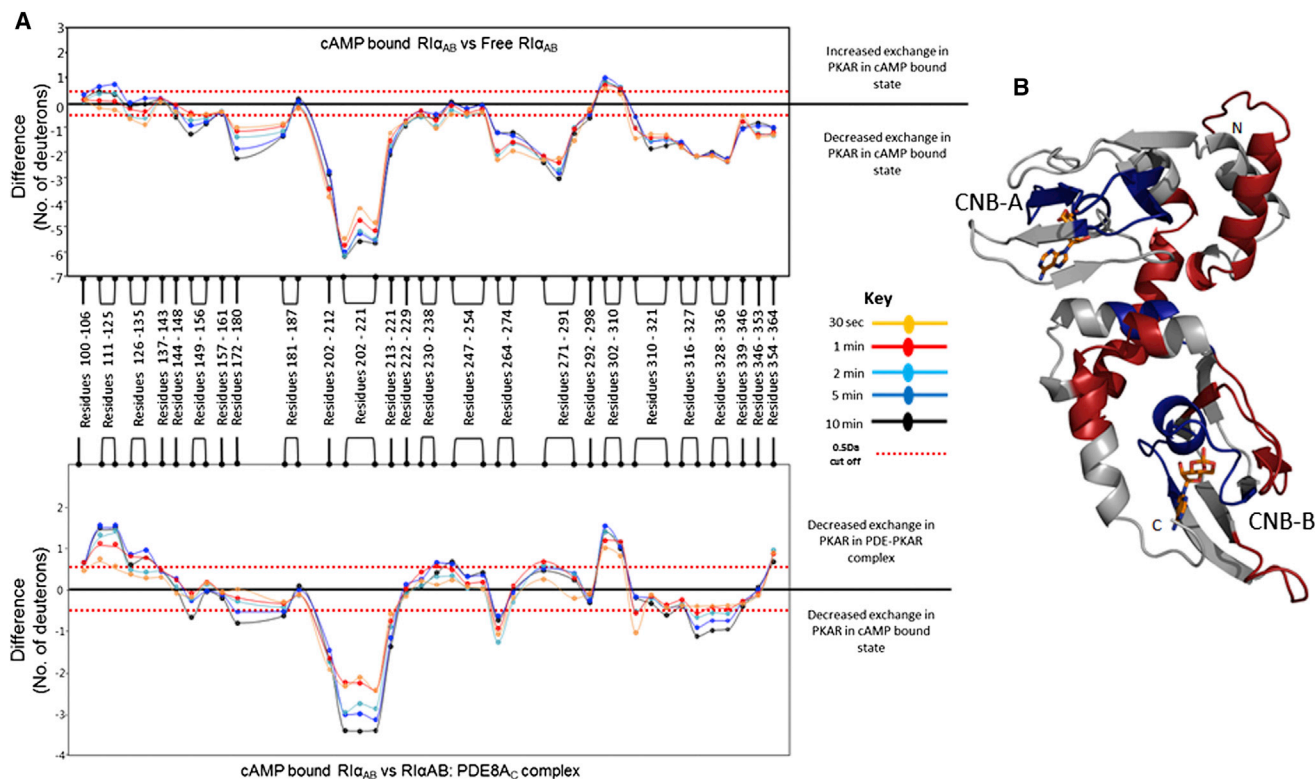 A
cAMP bound RIα_AB vs Free RIα_AB
3
2
1
0
-1
-2
-3
-4
-5
-6
-7
Difference
(No. of deuterons)
Increased exchange in
PKAR in cAMP bound
state
Decreased exchange in
PKAR in cAMP bound
state
Residues 100 -106
Residues 111 -125
Residues 126 -135
Residues 137 -143
Residues 144 -148
Residues 149 -156
Residues 157 - 161
Residues 172 - 180
Residues 181 - 187
Residues 202 - 212
Residues 202 - 221
Residues 213 - 221
Residues 222 - 229
Residues 230 - 238
Residues 247 - 254
Residues 264 - 274
Residues 271 - 291
Residues 292 - 298
Residues 302 - 310
Residues 310 - 321
Residues 316 - 327
Residues 328 - 336
Residues 339 - 346
Residues 346 - 353
Residues 354 - 364
Key
30 sec
1 min
2 min
5 min
10 min
0.5Da
cut off
2
1
0
-1
-2
-3
-4
Difference
(No. of deuterons)
Decreased exchange in
PKAR in PDE-PKAR
complex
Decreased exchange in
PKAR in cAMP bound
state
cAMP bound RIα_AB vs RIαAB: PDE8A_C complex
B
N
CNB-A
CNB-B
C